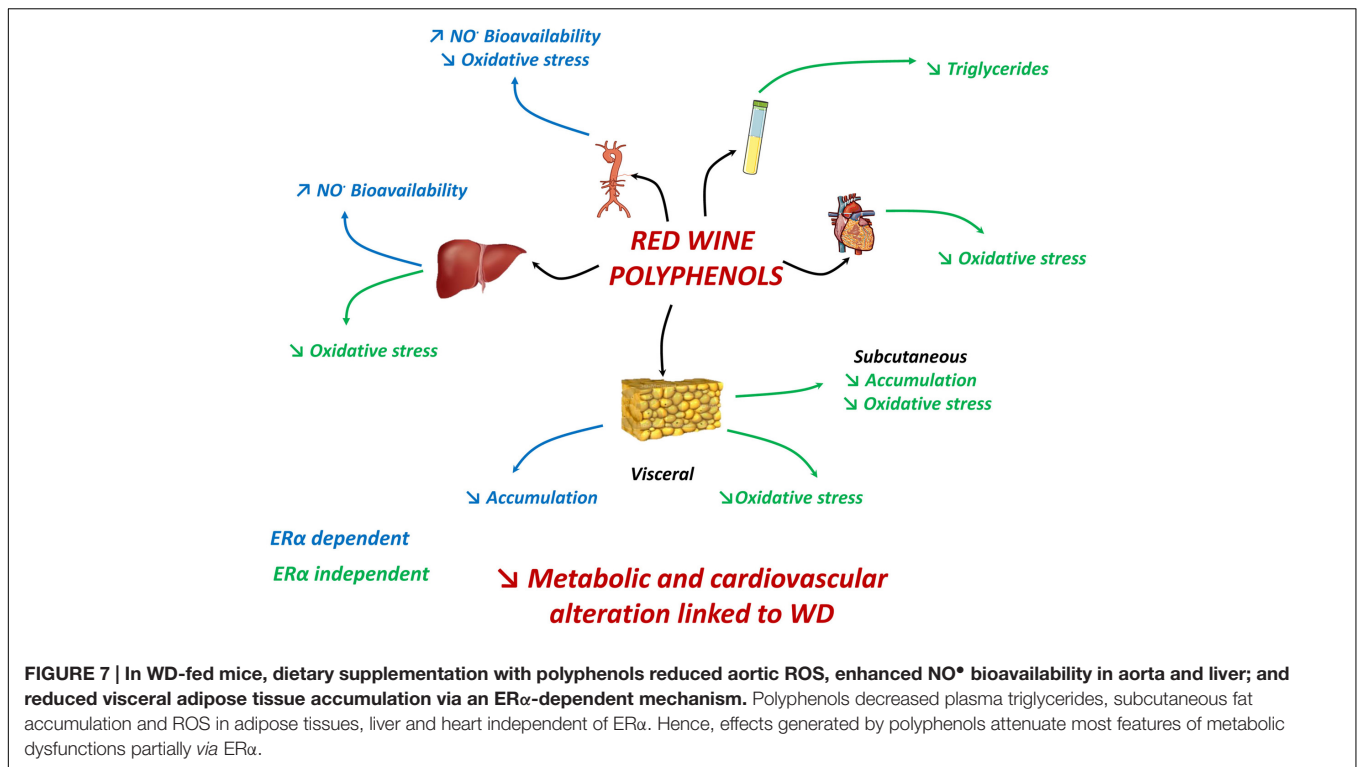 ↗ NO· Bioavailability
↘ Oxidative stress
↘ Triglycerides
↗ NO· Bioavailability
RED WINE
POLYPHENOLS
↘ Oxidative stress
↘ Oxidative stress
Subcutaneous
↘ Accumulation
↘ Oxidative stress
Visceral
↘ Accumulation
↘Oxidative stress
ERα dependent
ERα independent
↘ Metabolic and cardiovascular
alteration linked to WD
FIGURE 7 | In WD-fed mice, dietary supplementation with polyphenols reduced aortic ROS, enhanced NO• bioavailability in aorta and liver; and
reduced visceral adipose tissue accumulation via an ERα-dependent mechanism. Polyphenols decreased plasma triglycerides, subcutaneous fat
accumulation and ROS in adipose tissues, liver and heart independent of ERα. Hence, effects generated by polyphenols attenuate most features of metabolic
dysfunctions partially via ERα.